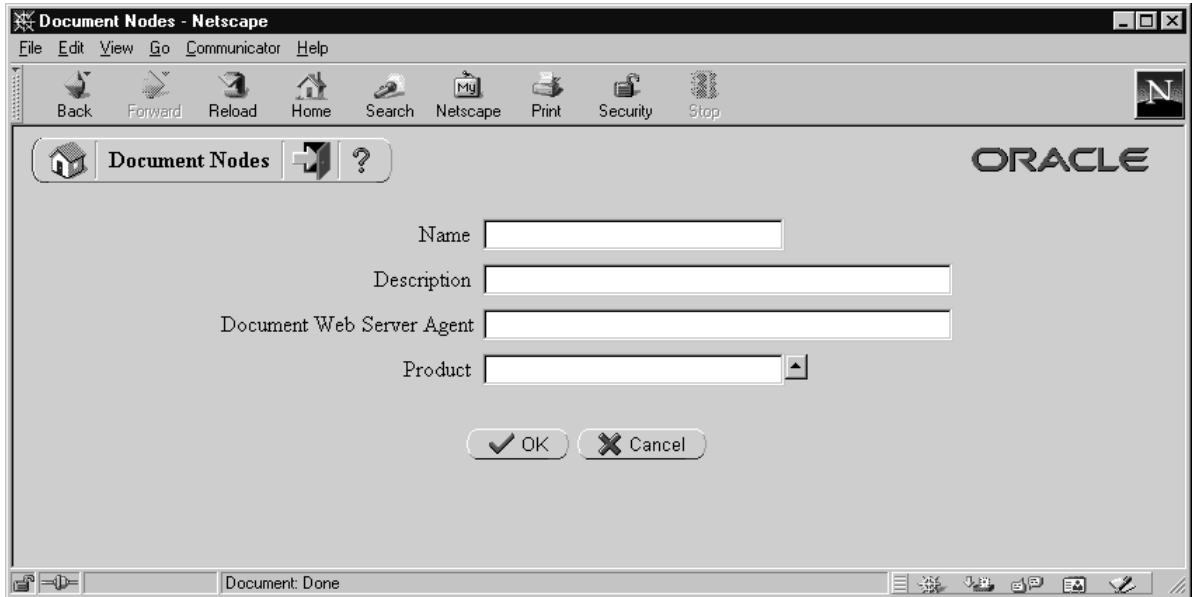 Document Nodes - Netscape
File Edit View Go Communicator Help
My
Back Forward Reload Home Search Netscape Print Security Stop
N
Document Nodes ? ORACLE
Name
Description
Document Web Server Agent
Product
OK Cancel
Document: Done